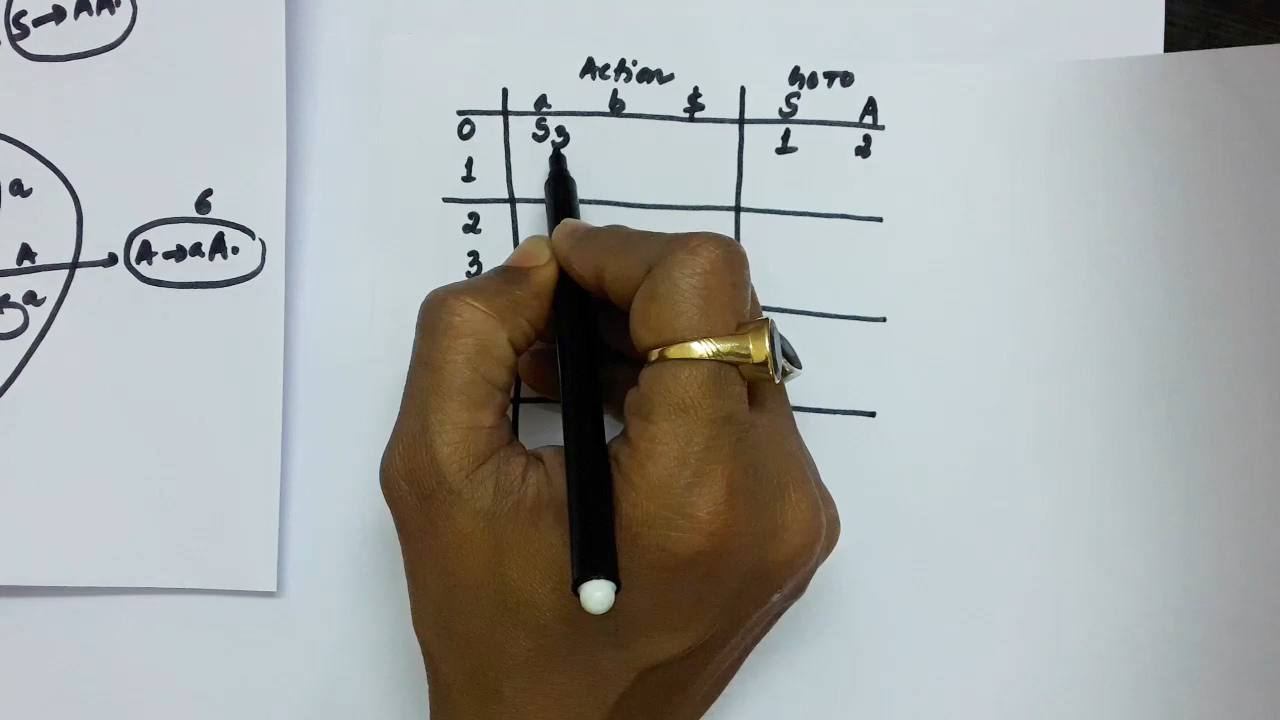 S→AA.
a
A
a
6
A→aA.
Action GOTO
a b $ S A
0 S3 1 2
1
2
3